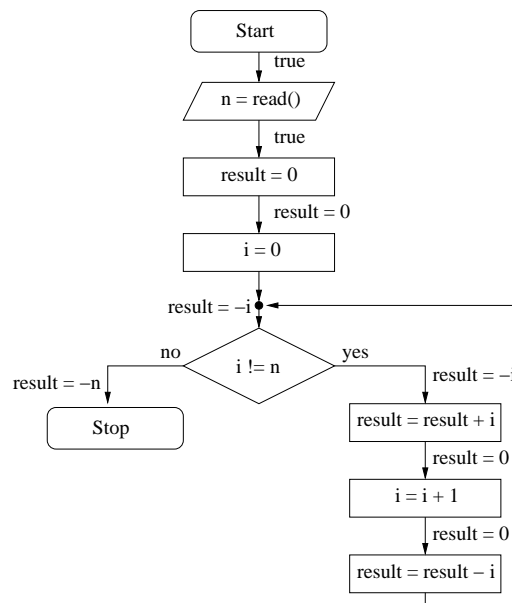 Start
true
n = read()
true
result = 0
result = 0
i = 0
result = −i
no
i != n
yes
result = −n
result = −i
Stop
result = result + i
result = 0
i = i + 1
result = 0
result = result − i